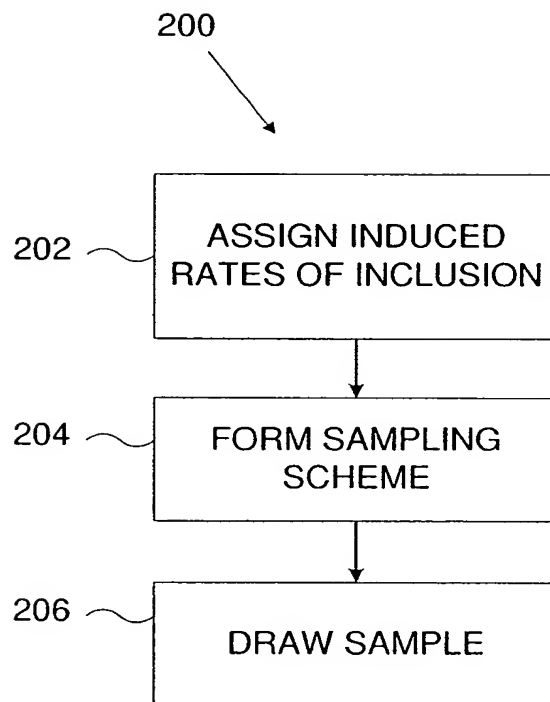 200
202
ASSIGN INDUCED
RATES OF INCLUSION
204
FORM SAMPLING
SCHEME
206
DRAW SAMPLE